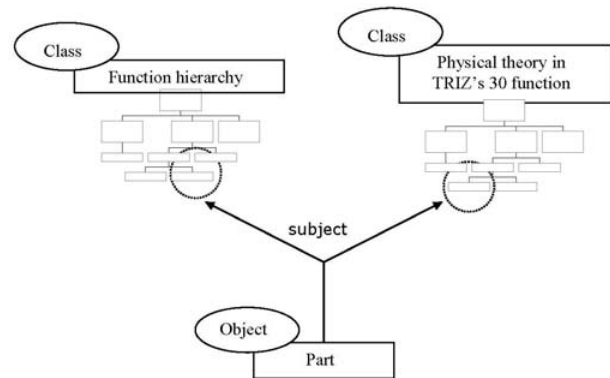 Class
Function hierarchy
Class
Physical theory in
TRIZ's 30 function
subject
Object
Part